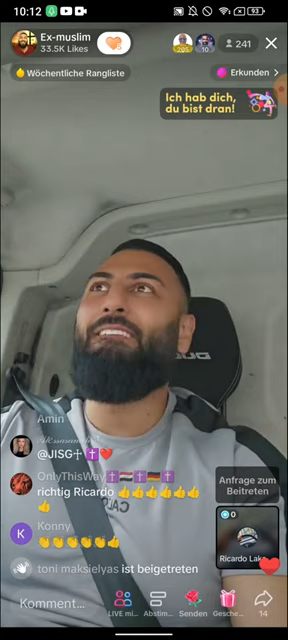 10:12
93
Ex-muslim
33.5K Likes
205
10
241
Wöchentliche Rangliste
Erkunden
Ich hab dich,
du bist dran!
Amin
@JISG☦✝️❤️
OnlyThisWay✝️🇪🇬✝️🇩🇪✝️
richtig Ricardo 👍👍👍👍👍👍
👍
K
Konny
👏👏👏👏👏👍
toni maksielyas ist beigetreten
Anfrage zum
Beitreten
0
Ricardo Lake
Kommentar...
LIVE mi...
Abstim...
Senden
Gesche...
14